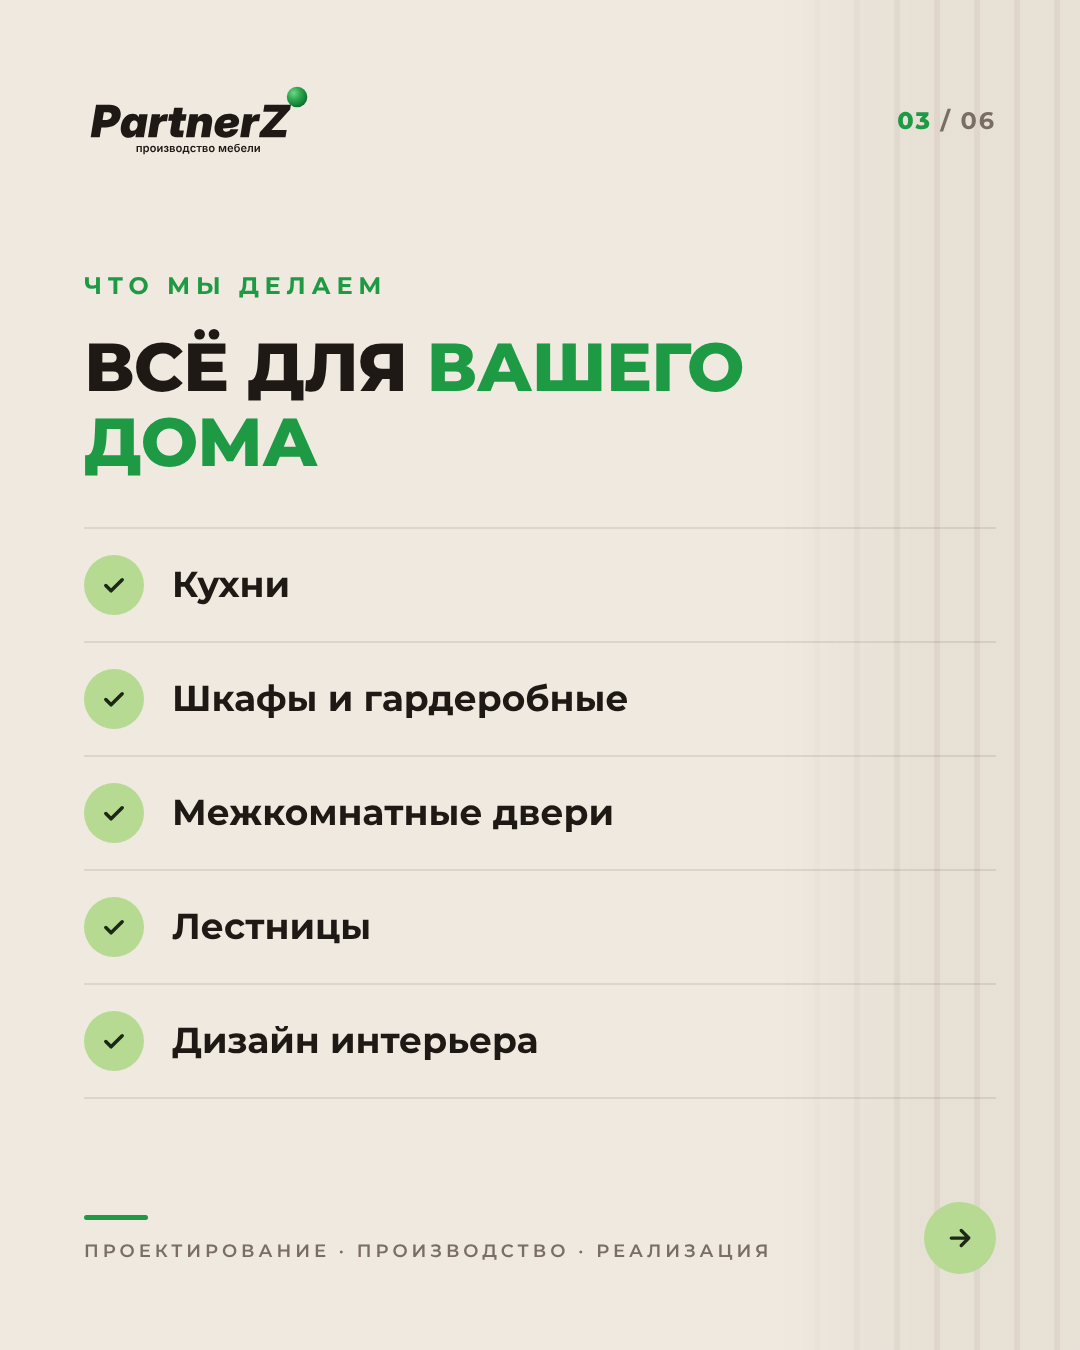 PartnerZ
производство мебели
03 / 06
ЧТО МЫ ДЕЛАЕМ
ВСЁ ДЛЯ ВАШЕГО
ДОМА
Кухни
Шкафы и гардеробные
Межкомнатные двери
Лестницы
Дизайн интерьера
ПРОЕКТИРОВАНИЕ · ПРОИЗВОДСТВО · РЕАЛИЗАЦИЯ